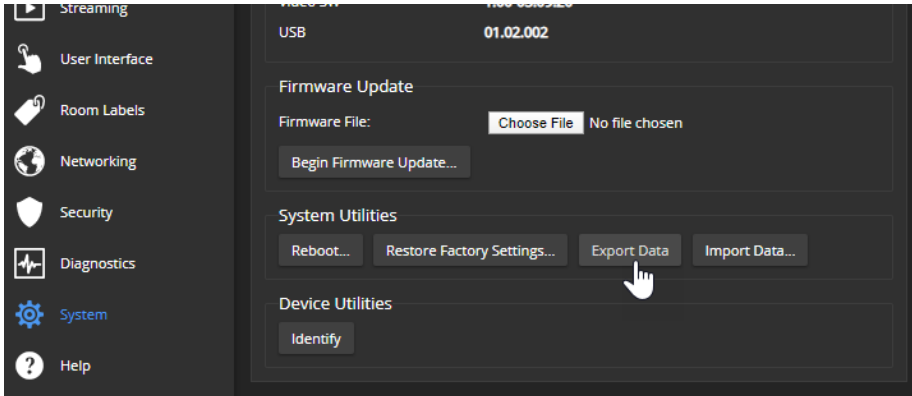 Streaming
User Interface
Room Labels
Networking
Security
Diagnostics
System
? Help
USB 01.02.002
Firmware Update
Firmware File: Choose File No file chosen
Begin Firmware Update...
System Utilities
Reboot... Restore Factory Settings... Export Data Import Data...
Device Utilities
Identify